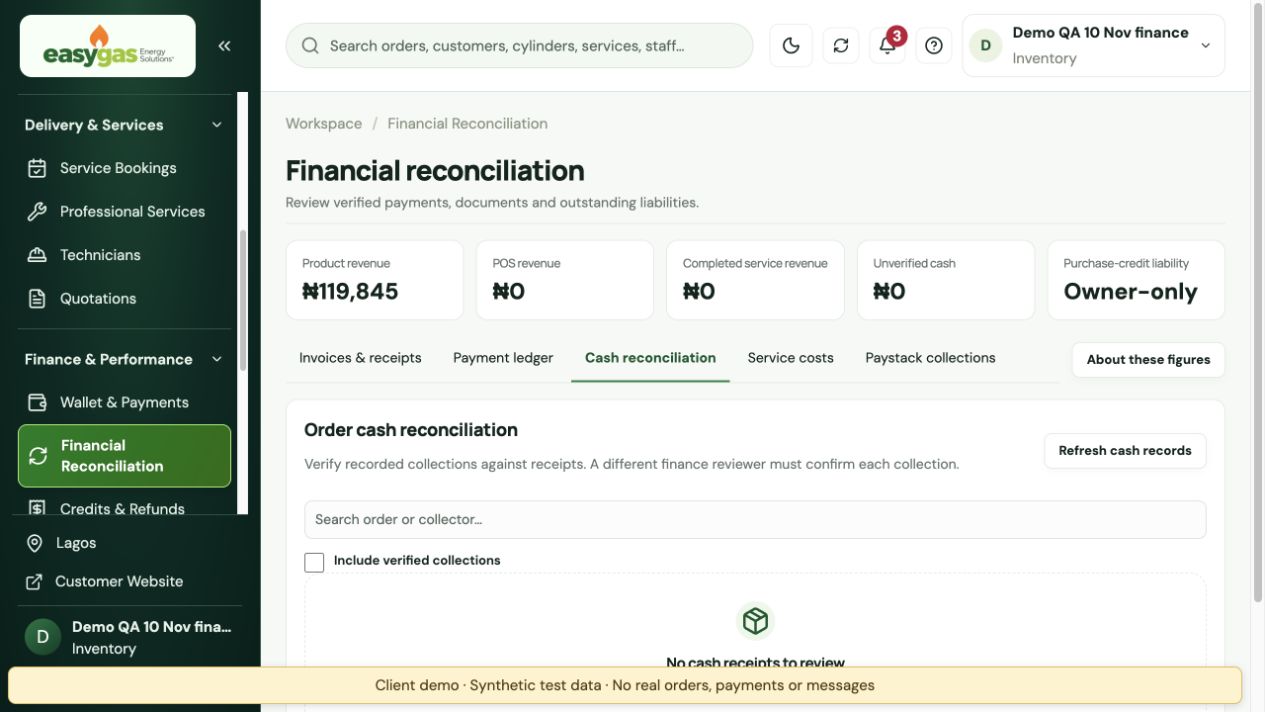 easygas Energy Solutions
Search orders, customers, cylinders, services, staff...
3
D
Demo QA 10 Nov finance
Inventory
Delivery & Services
Service Bookings
Professional Services
Technicians
Quotations
Finance & Performance
Wallet & Payments
Financial
Reconciliation
Credits & Refunds
Lagos
Customer Website
D
Demo QA 10 Nov fina...
Inventory
Workspace / Financial Reconciliation
Financial reconciliation
Review verified payments, documents and outstanding liabilities.
Product revenue
₦119,845
POS revenue
₦0
Completed service revenue
₦0
Unverified cash
₦0
Purchase-credit liability
Owner-only
Invoices & receipts
Payment ledger
Cash reconciliation
Service costs
Paystack collections
About these figures
Order cash reconciliation
Verify recorded collections against receipts. A different finance reviewer must confirm each collection.
Refresh cash records
Search order or collector...
Include verified collections
No cash receipts to review
Client demo · Synthetic test data · No real orders, payments or messages